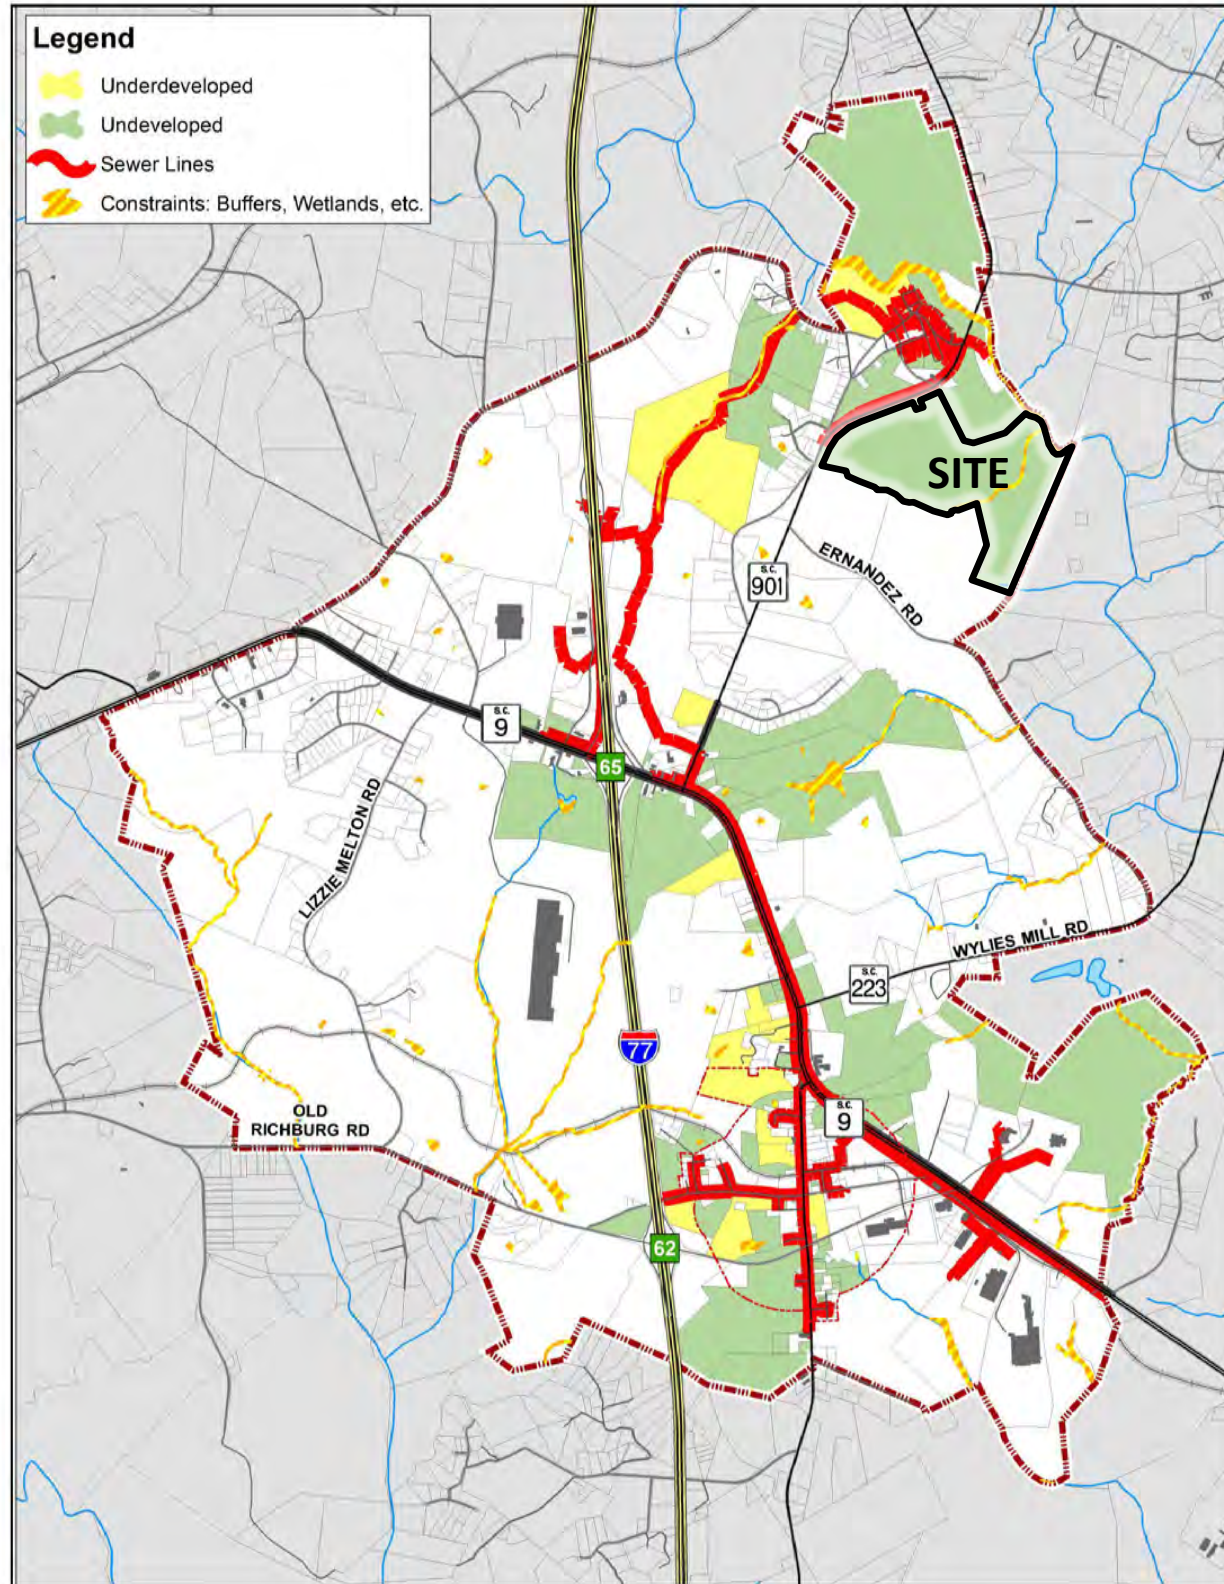 Legend
Underdeveloped
Undeveloped
Sewer Lines
Constraints: Buffers, Wetlands, etc.
SITE
ERNANDEZ RD
S.C.
901
S.C.
9
65
LIZZIE MELTON RD
WYLIES MILL RD
S.C.
223
77
OLD
RICHBURG RD
S.C.
9
62